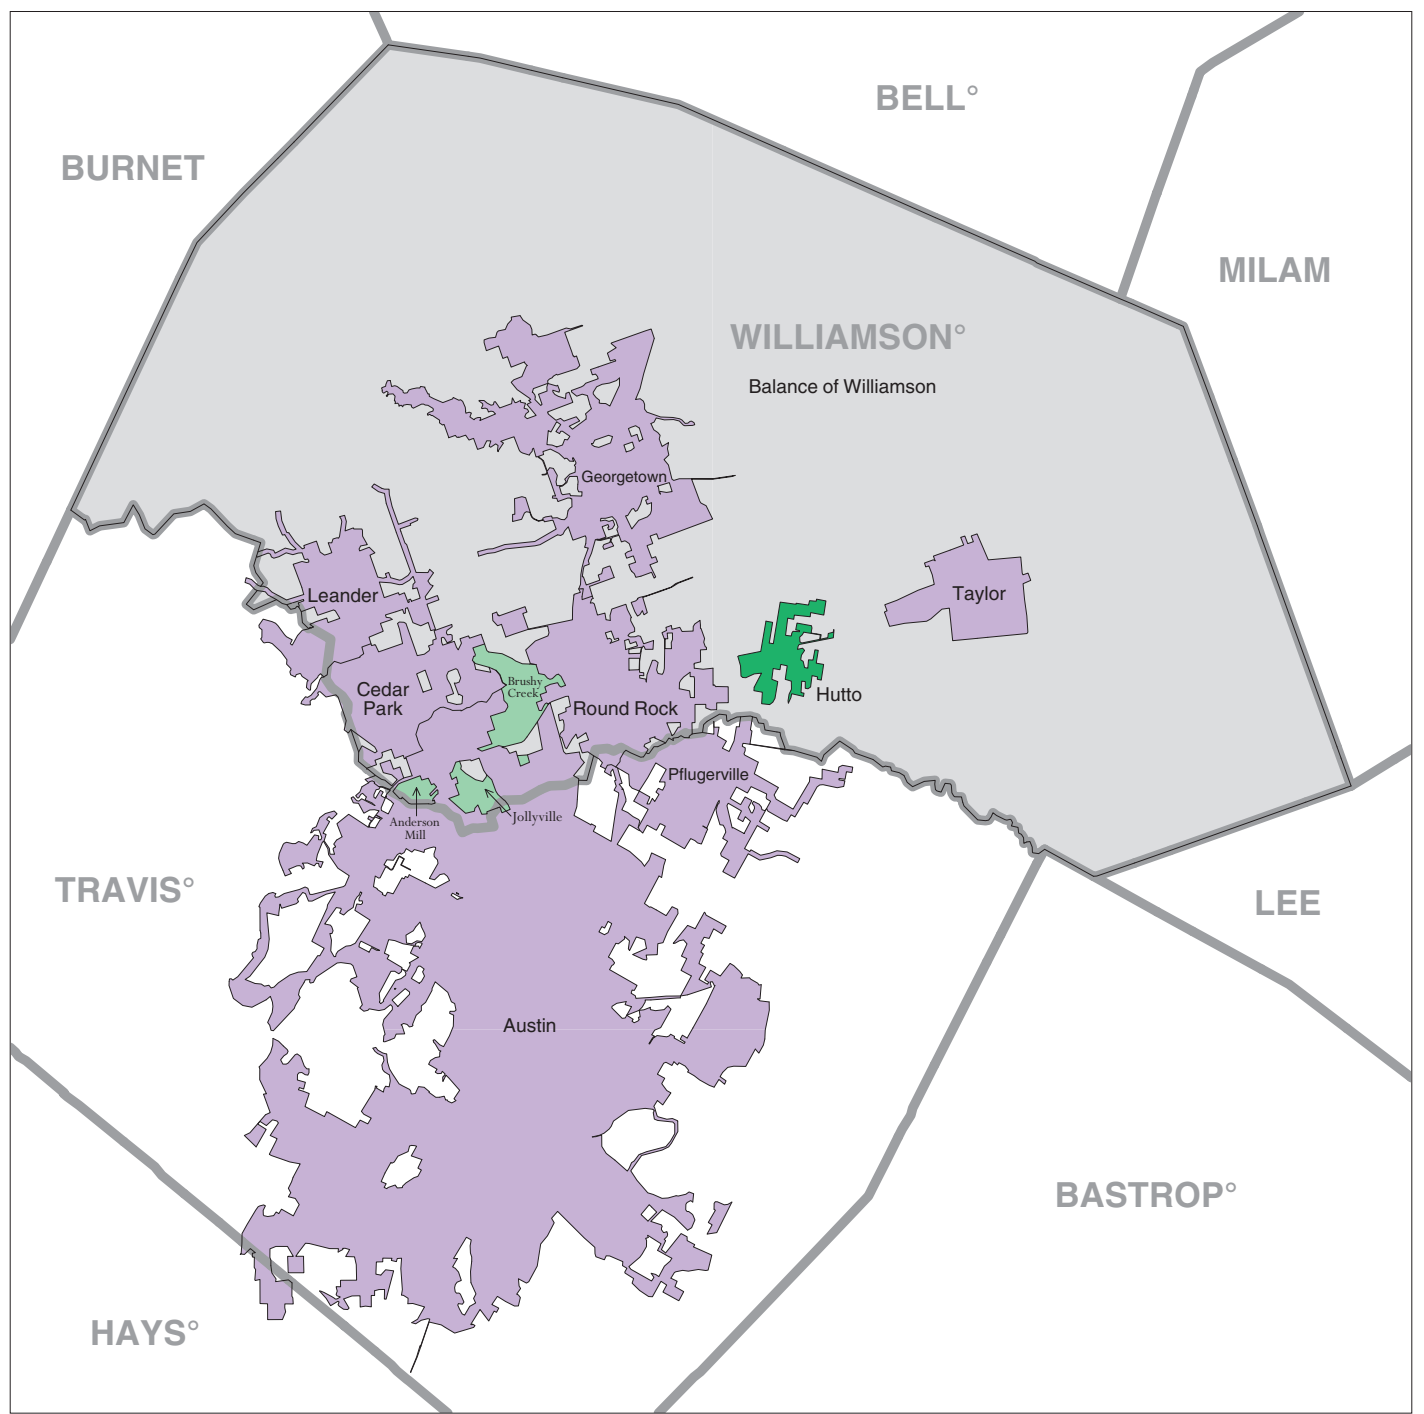 BELL°
BURNET
MILAM
WILLIAMSON°
Balance of Williamson
Georgetown
Taylor
Leander
Brushy
Creek
Cedar
Park
Hutto
Round Rock
Pflugerville
Anderson
Mill
Jollyville
TRAVIS°
LEE
Austin
BASTROP°
HAYS°